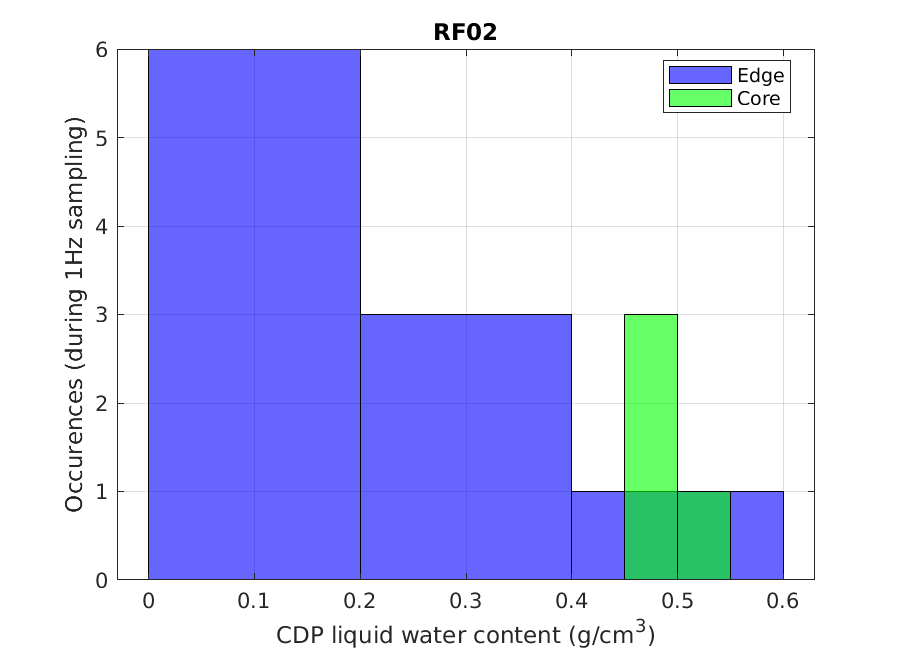 RF02
Edge
Core
Occurences (during 1Hz sampling)
6
5
4
3
2
1
0
0 0.1 0.2 0.3 0.4 0.5 0.6
CDP liquid water content (g/cm³)